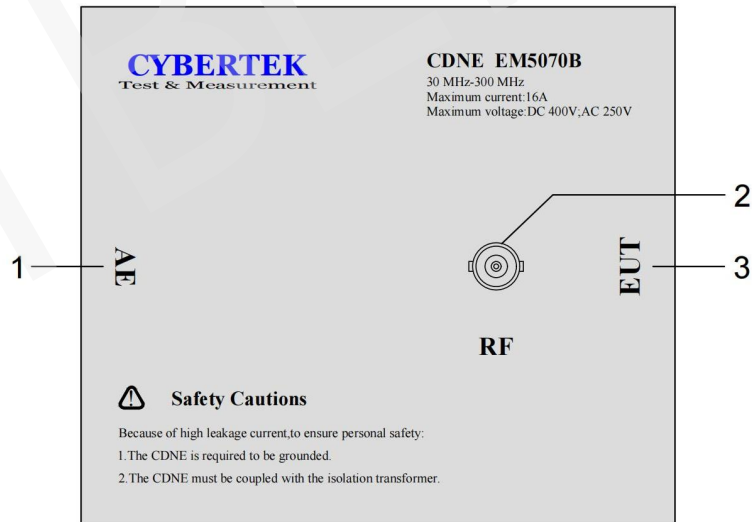 CYBERTEK
Test & Measurement
CDNE EM5070B
30 MHz-300 MHz
Maximum current:16A
Maximum voltage:DC 400V;AC 250V
2
1
AE
EUT
3
RF
Safety Cautions
Because of high leakage current,to ensure personal safety:
1.The CDNE is required to be grounded.
2.The CDNE must be coupled with the isolation transformer.